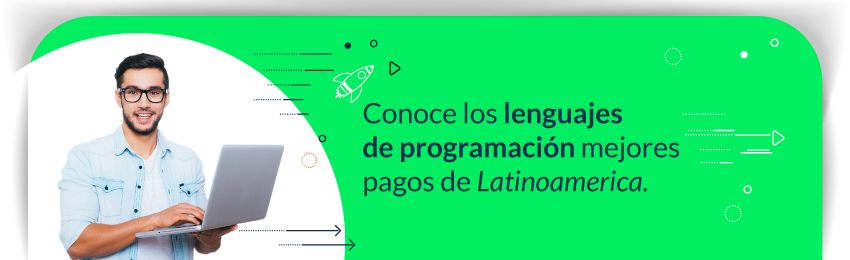 Conoce los lenguajes
de programación mejores
pagos de Latinoamerica.